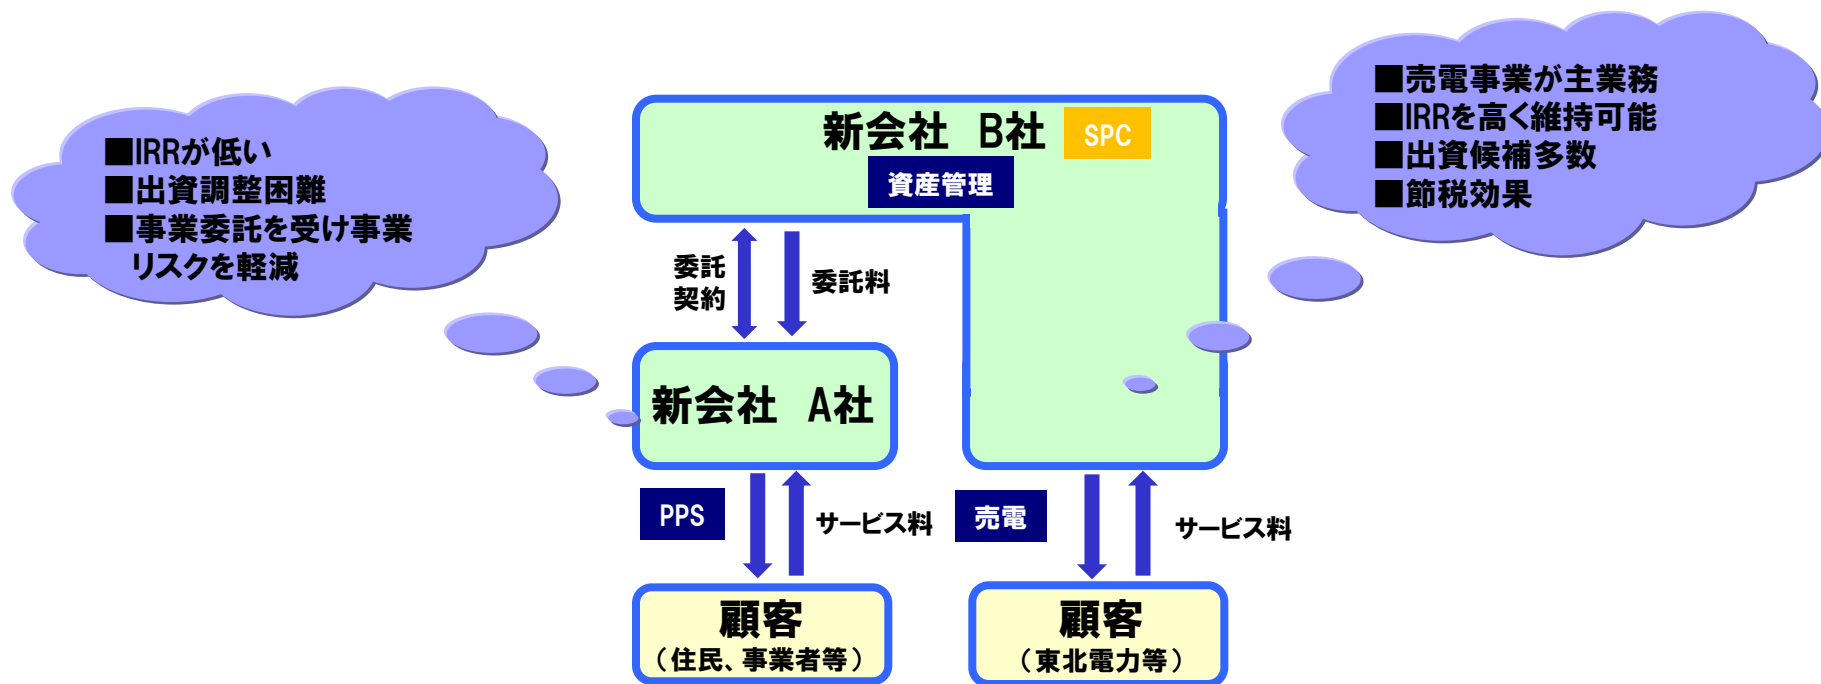 ■IRRが低い
■出資調整困難
■事業委託を受け事業
リスクを軽減
新会社 B社
SPC
資産管理
■売電事業が主業務
■IRRを高く維持可能
■出資候補多数
■節税効果
委託
契約
委託料
新会社 A社
PPS
サービス料
売電
サービス料
顧客
（住民、事業者等）
顧客
（東北電力等）